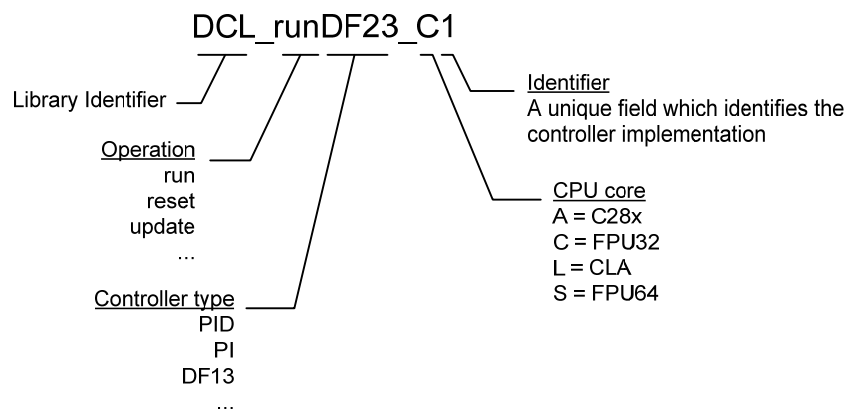 DCL_runDF23_C1
Library Identifier
Operation
run
reset
update
...
Controller type
PID
PI
DF13
...
Identifier
A unique field which identifies the
controller implementation
CPU core
A = C28x
C = FPU32
L = CLA
S = FPU64